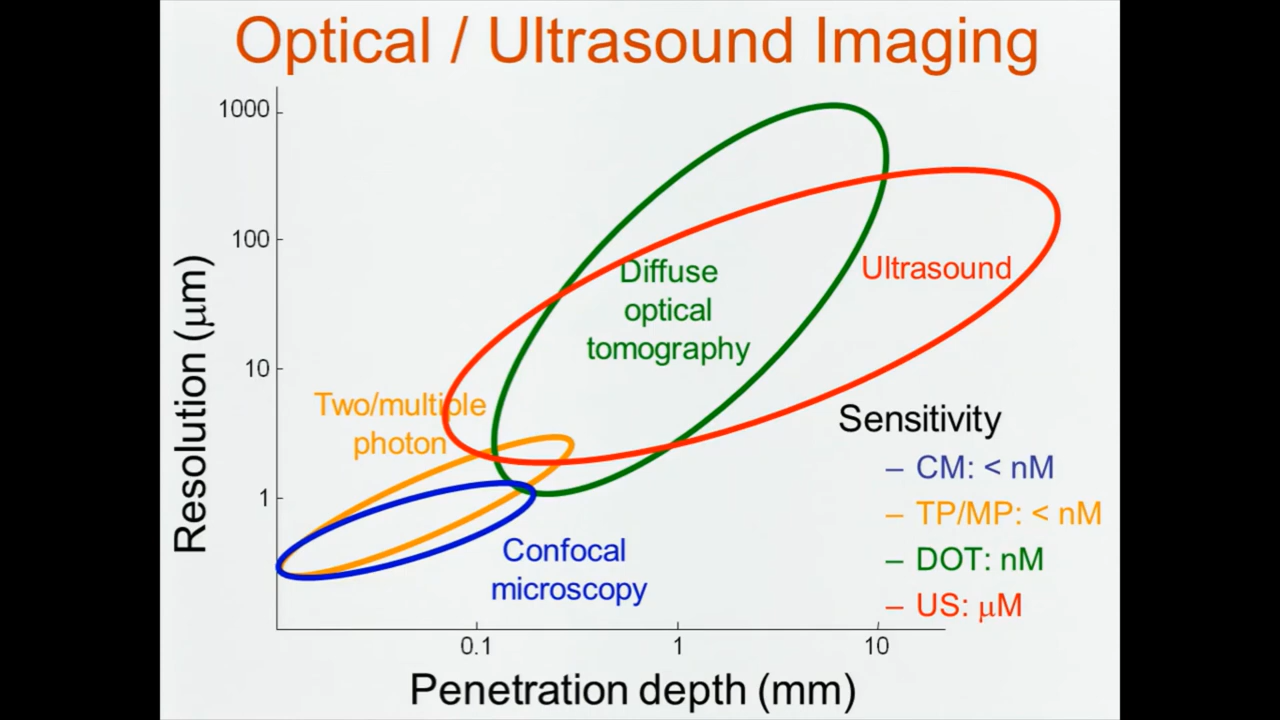 Optical / Ultrasound Imaging
1000
100
10
1
Resolution (μm)
Diffuse
optical
tomography
Ultrasound
Two/multiple
photon
Confocal
microscopy
Sensitivity
– CM: < nM
– TP/MP: < nM
– DOT: nM
– US: μM
0.1
1
10
Penetration depth (mm)